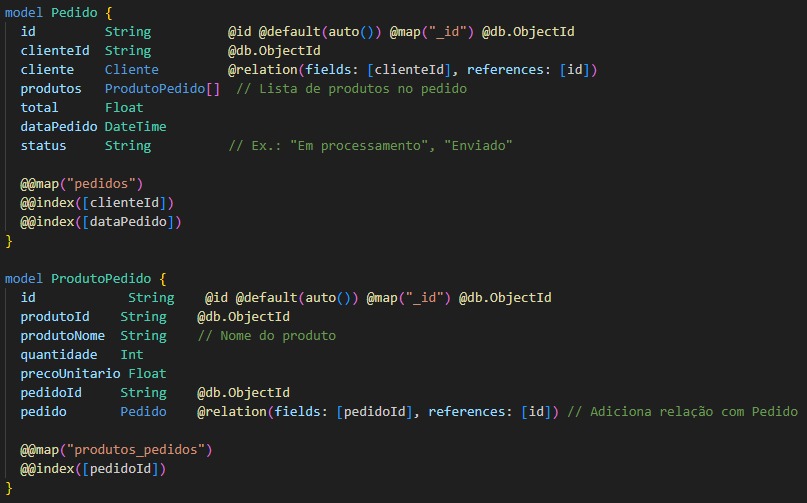 model Pedido {
  id         String          @id @default(auto()) @map("_id") @db.ObjectId
  clienteId  String          @db.ObjectId
  cliente    Cliente         @relation(fields: [clienteId], references: [id])
  produtos   ProdutoPedido[]  // Lista de produtos no pedido
  total      Float
  dataPedido DateTime
  status     String          // Ex.: "Em processamento", "Enviado"

  @@map("pedidos")
  @@index([clienteId])
  @@index([dataPedido])
}

model ProdutoPedido {
  id            String    @id @default(auto()) @map("_id") @db.ObjectId
  produtoId    String    @db.ObjectId
  produtoNome  String    // Nome do produto
  quantidade   Int
  precoUnitario Float
  pedidoId     String    @db.ObjectId
  pedido       Pedido    @relation(fields: [pedidoId], references: [id]) // Adiciona relação com Pedido

  @@map("produtos_pedidos")
  @@index([pedidoId])
}